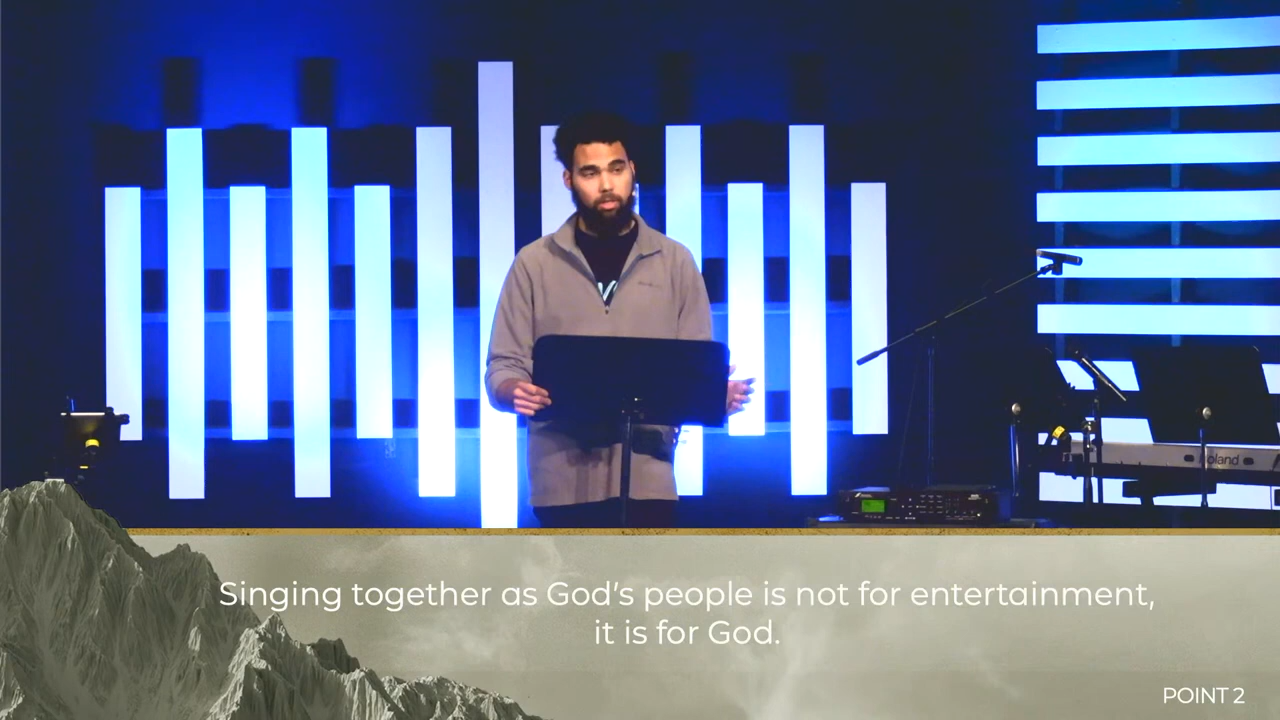 Roland
Singing together as God's people is not for entertainment,
it is for God.
POINT 2